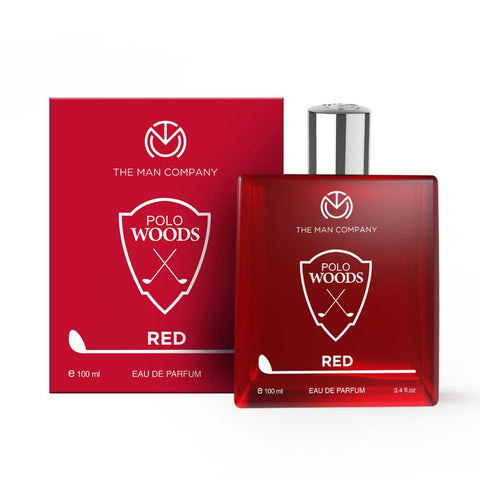 THE MAN COMPANY
POLO
WOODS
RED
e 100 ml EAU DE PARFUM
THE MAN COMPANY
POLO
WOODS
RED
e 100 ml EAU DE PARFUM 3.4 fl.oz